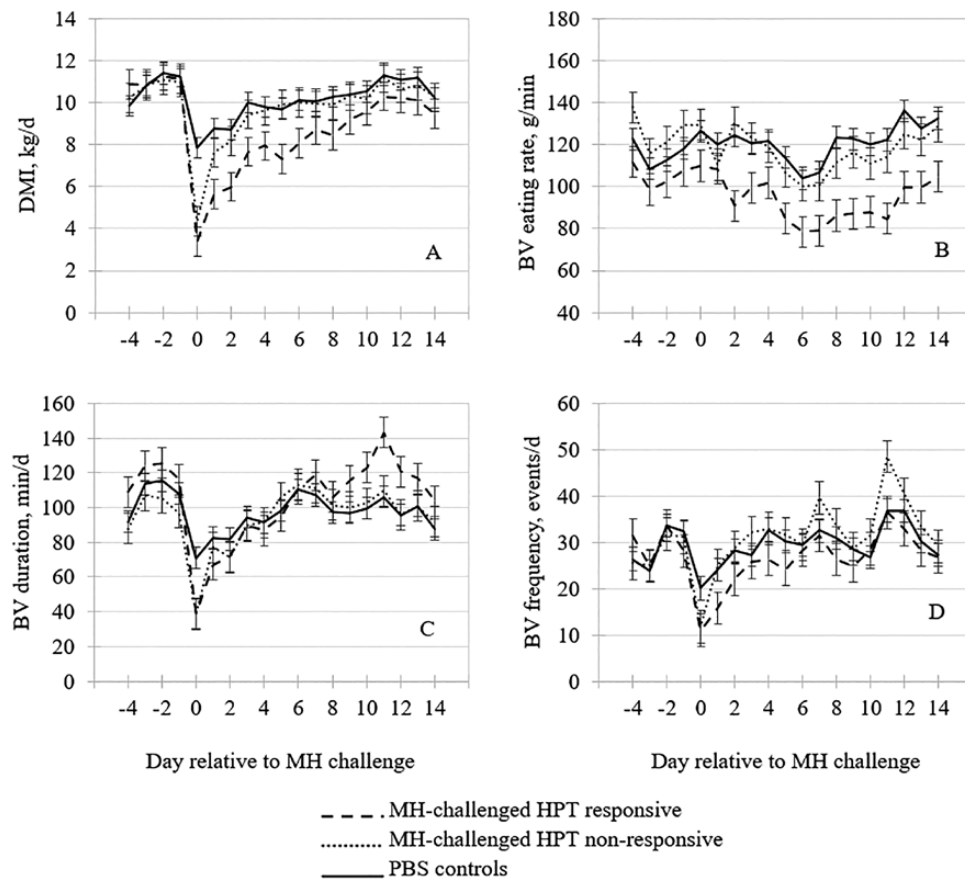 14
12
10
8
6
4
2
0
DMI, kg/d
A
-4 -2 0 2 4 6 8 10 12 14
180
160
140
120
100
80
60
40
BV eating rate, g/min
B
-4 -2 0 2 4 6 8 10 12 14
160
140
120
100
80
60
40
20
0
BV duration, min/d
C
-4 -2 0 2 4 6 8 10 12 14
Day relative to MH challenge
60
50
40
30
20
10
0
BV frequency, events/d
D
-4 -2 0 2 4 6 8 10 12 14
Day relative to MH challenge
MH-challenged HPT responsive
MH-challenged HPT non-responsive
PBS controls